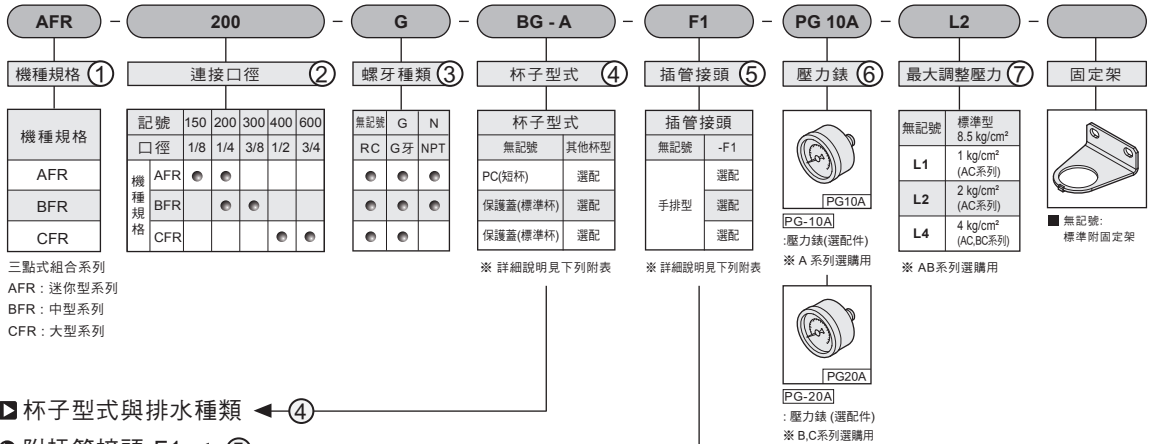 AFR – 200 – G – BG - A – F1 – PG 10A – L2 –
機種規格 ① 連接口徑 ② 螺牙種類 ③ 杯子型式 ④ 插管接頭 ⑤ 壓力錶 ⑥ 最大調整壓力 ⑦ 固定架
機種規格
AFR
BFR
CFR
三點式組合系列
AFR : 迷你型系列
BFR : 中型系列
CFR : 大型系列
記號 150 200 300 400 600
口徑 1/8 1/4 3/8 1/2 3/4
機種規格
AFR ● ●
BFR ● ●
CFR ● ●
無記號 G N
RC G牙 NPT
● ● ●
● ● ●
● ●
杯子型式
無記號 其他杯型
PC(短杯) 選配
保護蓋(標準杯) 選配
保護蓋(標準杯) 選配
※ 詳細說明見下列附表
插管接頭
無記號 -F1
手排型
選配
選配
選配
※ 詳細說明見下列附表
PG10A
PG-10A
:壓力錶(選配件)
※ A 系列選購用
PG20A
PG-20A
: 壓力錶 (選配件)
※ B,C系列選購用
無記號 標準型
8.5 kg/cm²
L1 1 kg/cm²
(AC系列)
L2 2 kg/cm²
(AC系列)
L4 4 kg/cm²
(AC,BC系列)
※ AB系列選購用
■ 無記號:
標準附固定架
杯子型式與排水種類 ④